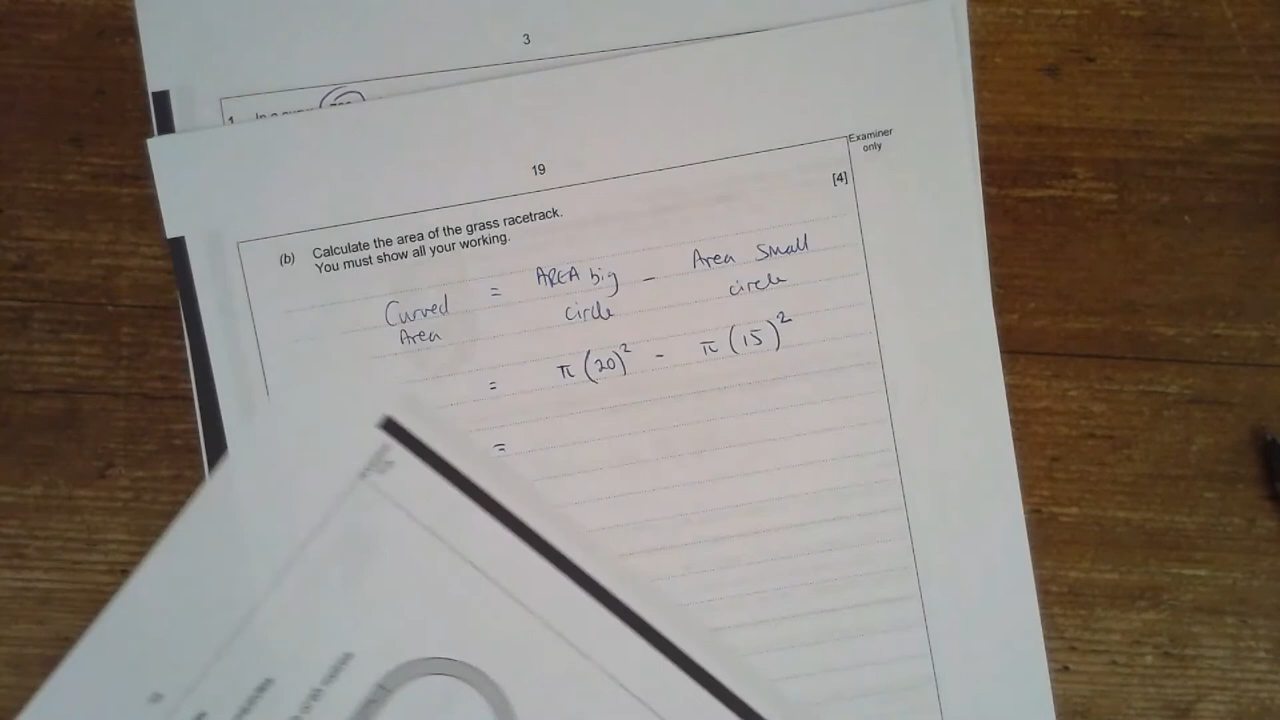 3
19
Examiner
only
[4]
(b) Calculate the area of the grass racetrack.
You must show all your working.
Curved = AREA big - Area small
Area circle circle
= π(20)² - π(15)²
=